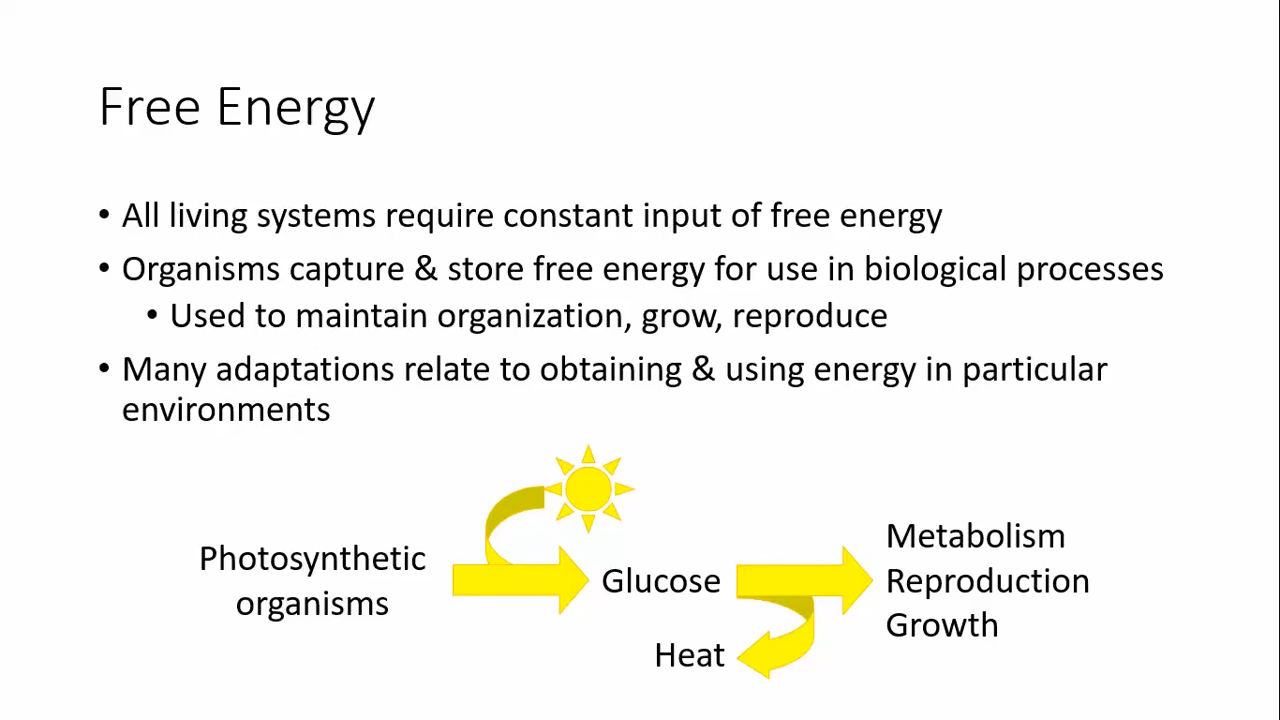 Free Energy
• All living systems require constant input of free energy
• Organisms capture & store free energy for use in biological processes
• Used to maintain organization, grow, reproduce
• Many adaptations relate to obtaining & using energy in particular
environments
Photosynthetic
organisms
Glucose
Heat
Metabolism
Reproduction
Growth